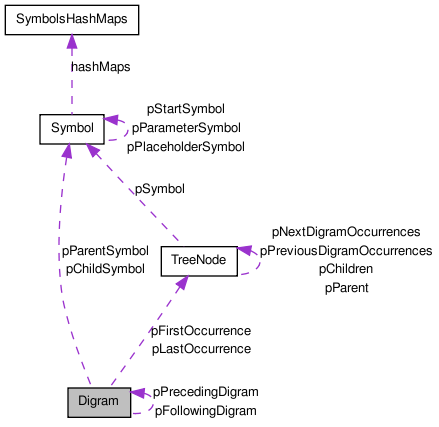 SymbolsHashMaps
hashMaps
Symbol
pStartSymbol
pParameterSymbol
pPlaceholderSymbol
pSymbol
pParentSymbol
pChildSymbol
TreeNode
pNextDigramOccurrences
pPreviousDigramOccurrences
pChildren
pParent
pFirstOccurrence
pLastOccurrence
Digram
pPrecedingDigram
pFollowingDigram